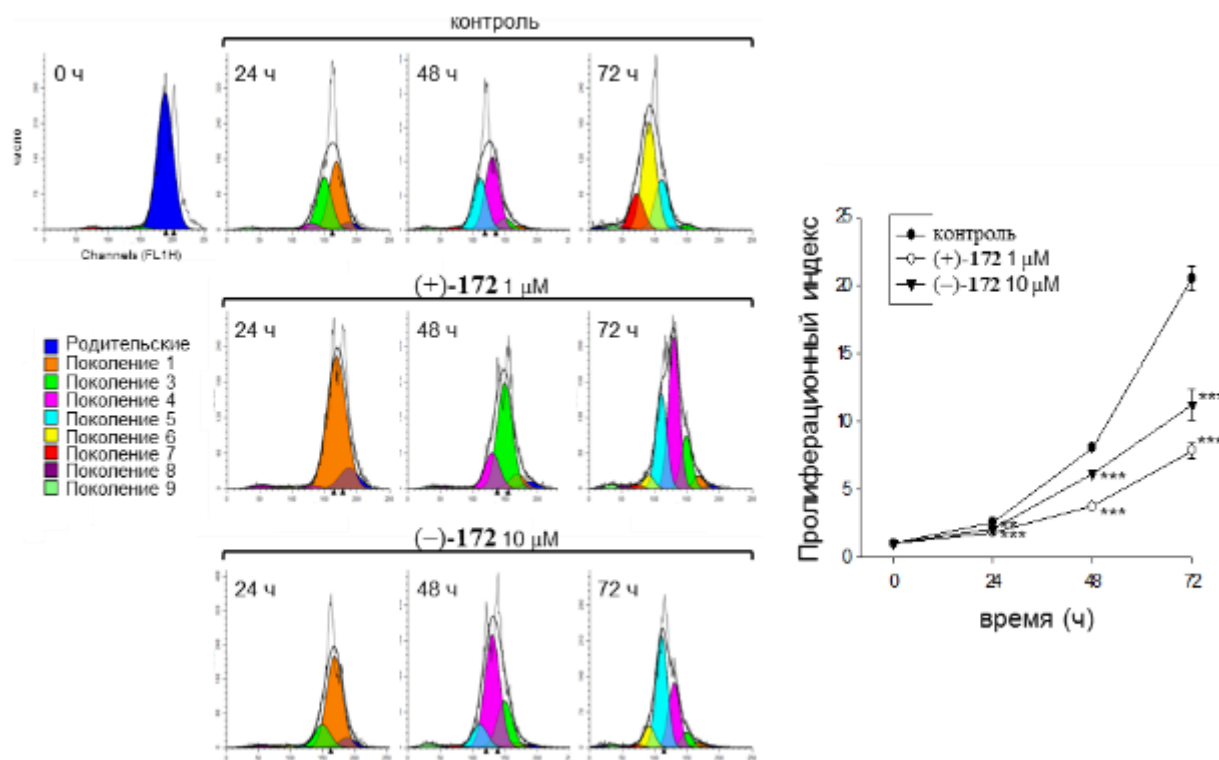 контроль
0 ч
24 ч
48 ч
72 ч
число
Channels (FL1H)
(+)-172 1 μM
24 ч
48 ч
72 ч
Родительские
Поколение 1
Поколение 3
Поколение 4
Поколение 5
Поколение 6
Поколение 7
Поколение 8
Поколение 9
(–)-172 10 μM
24 ч
48 ч
72 ч
Пролиферационный индекс
25
20
15
10
5
0
контроль
(+)-172 1 μM
(–)-172 10 μM
***
***
***
***
**
***
0
24
48
72
время (ч)